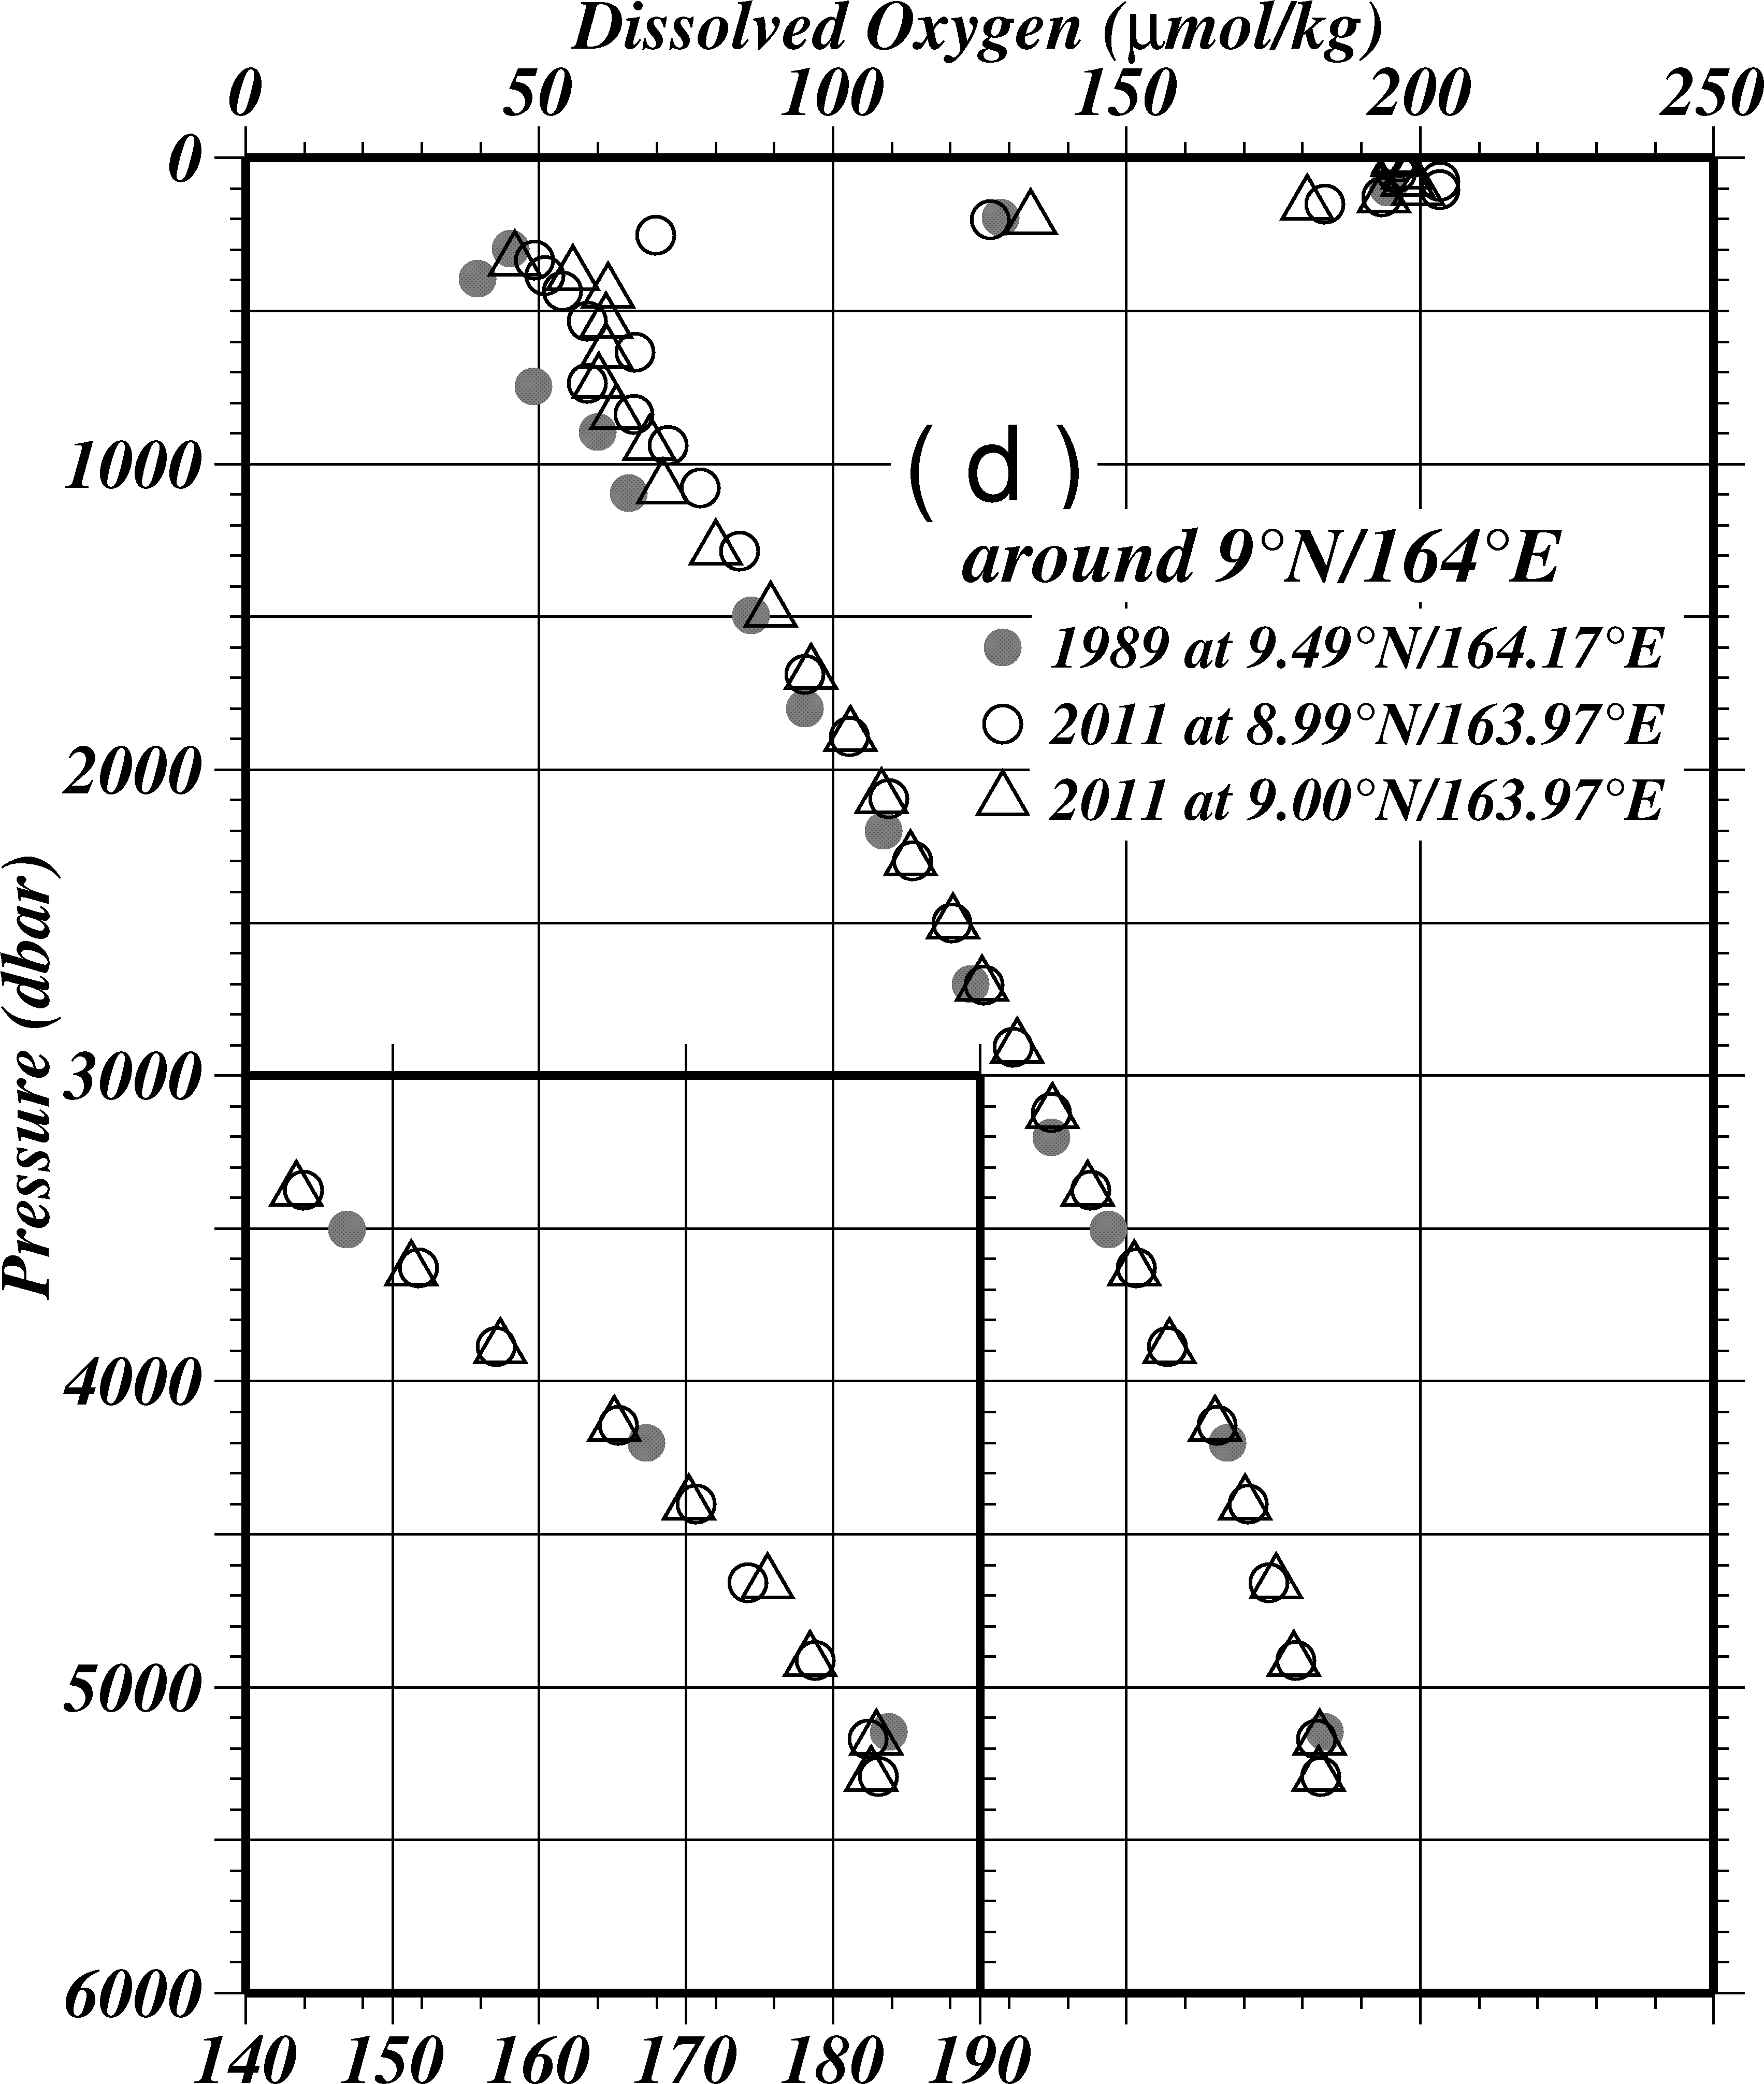 Dissolved Oxygen (μmol/kg)
0 50 100 150 200 250
0
1000
2000
3000
4000
5000
6000
Pressure (dbar)
( d )
around 9°N/164°E
1989 at 9.49°N/164.17°E
2011 at 8.99°N/163.97°E
2011 at 9.00°N/163.97°E
140 150 160 170 180 190